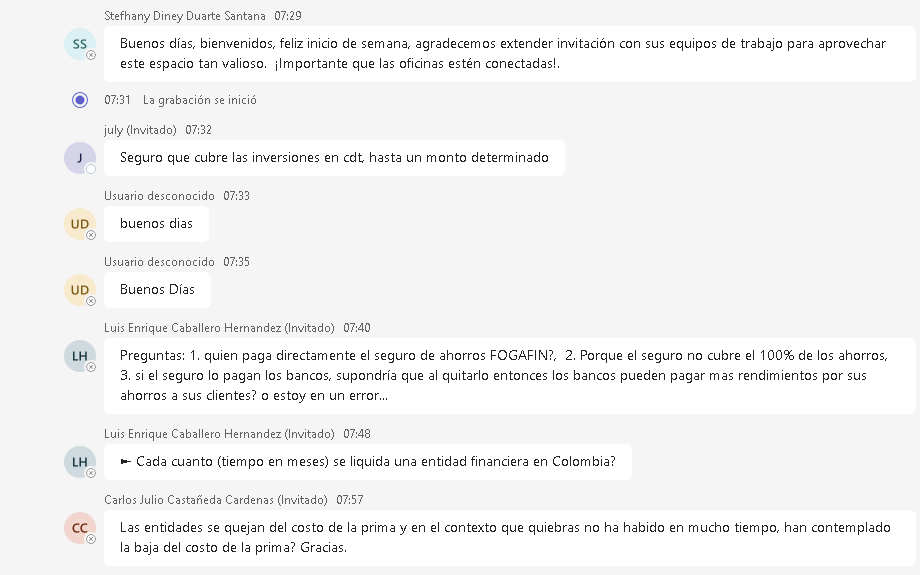 Stefhany Diney Duarte Santana 07:29
SS
Buenos días, bienvenidos, feliz inicio de semana, agradecemos extender invitación con sus equipos de trabajo para aprovechar
este espacio tan valioso. ¡Importante que las oficinas estén conectadas!.
07:31 La grabación se inició
july (Invitado) 07:32
J
Seguro que cubre las inversiones en cdt, hasta un monto determinado
Usuario desconocido 07:33
UD
buenos dias
Usuario desconocido 07:35
UD
Buenos Días
Luis Enrique Caballero Hernandez (Invitado) 07:40
LH
Preguntas: 1. quien paga directamente el seguro de ahorros FOGAFIN?, 2. Porque el seguro no cubre el 100% de los ahorros,
3. si el seguro lo pagan los bancos, supondría que al quitarlo entonces los bancos pueden pagar mas rendimientos por sus
ahorros a sus clientes? o estoy en un error...
Luis Enrique Caballero Hernandez (Invitado) 07:48
LH
► Cada cuanto (tiempo en meses) se liquida una entidad financiera en Colombia?
Carlos Julio Castañeda Cardenas (Invitado) 07:57
CC
Las entidades se quejan del costo de la prima y en el contexto que quiebras no ha habido en mucho tiempo, han contemplado
la baja del costo de la prima? Gracias.